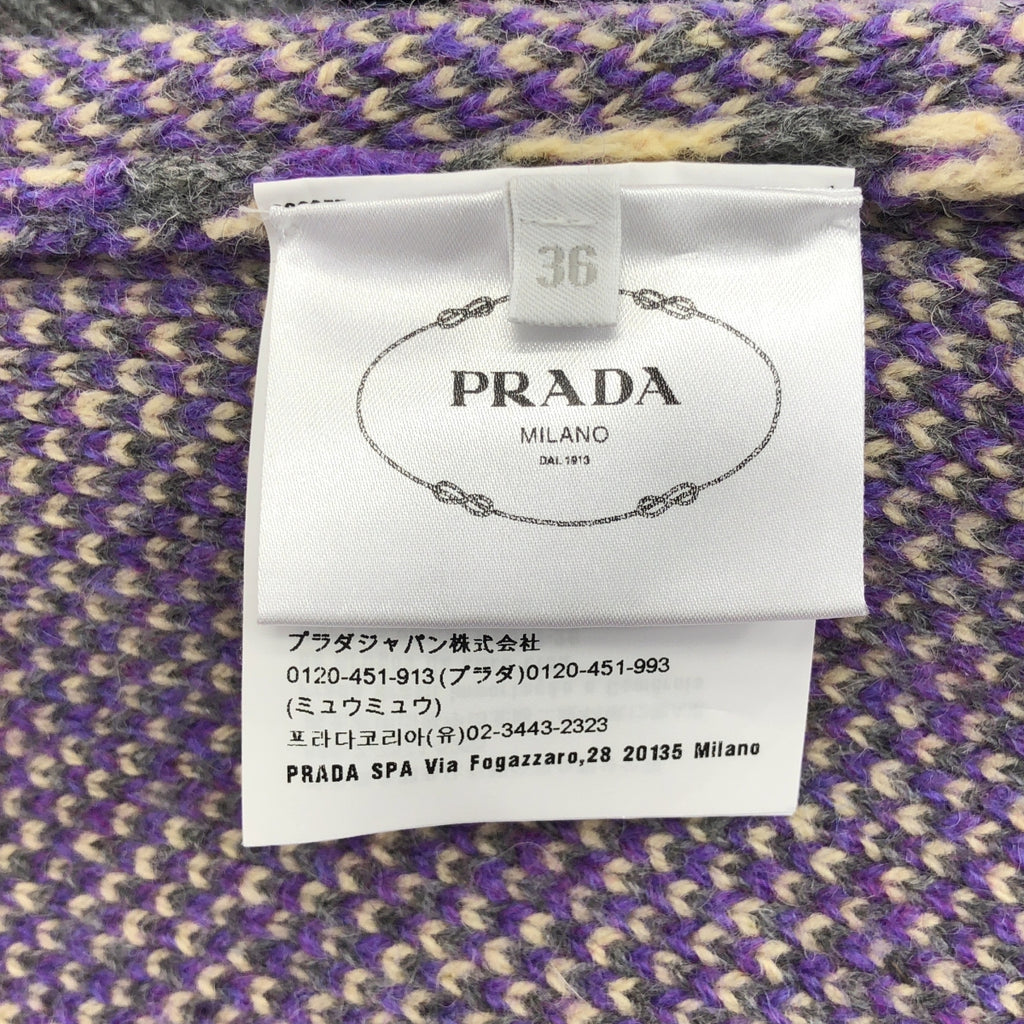 36
PRADA
MILANO
DAL 1913
プラダジャパン株式会社
0120-451-913(プラダ)0120-451-993
(ミュウミュウ)
프라다코리아(유)02-3443-2323
PRADA SPA Via Fogazzaro,28 20135 Milano